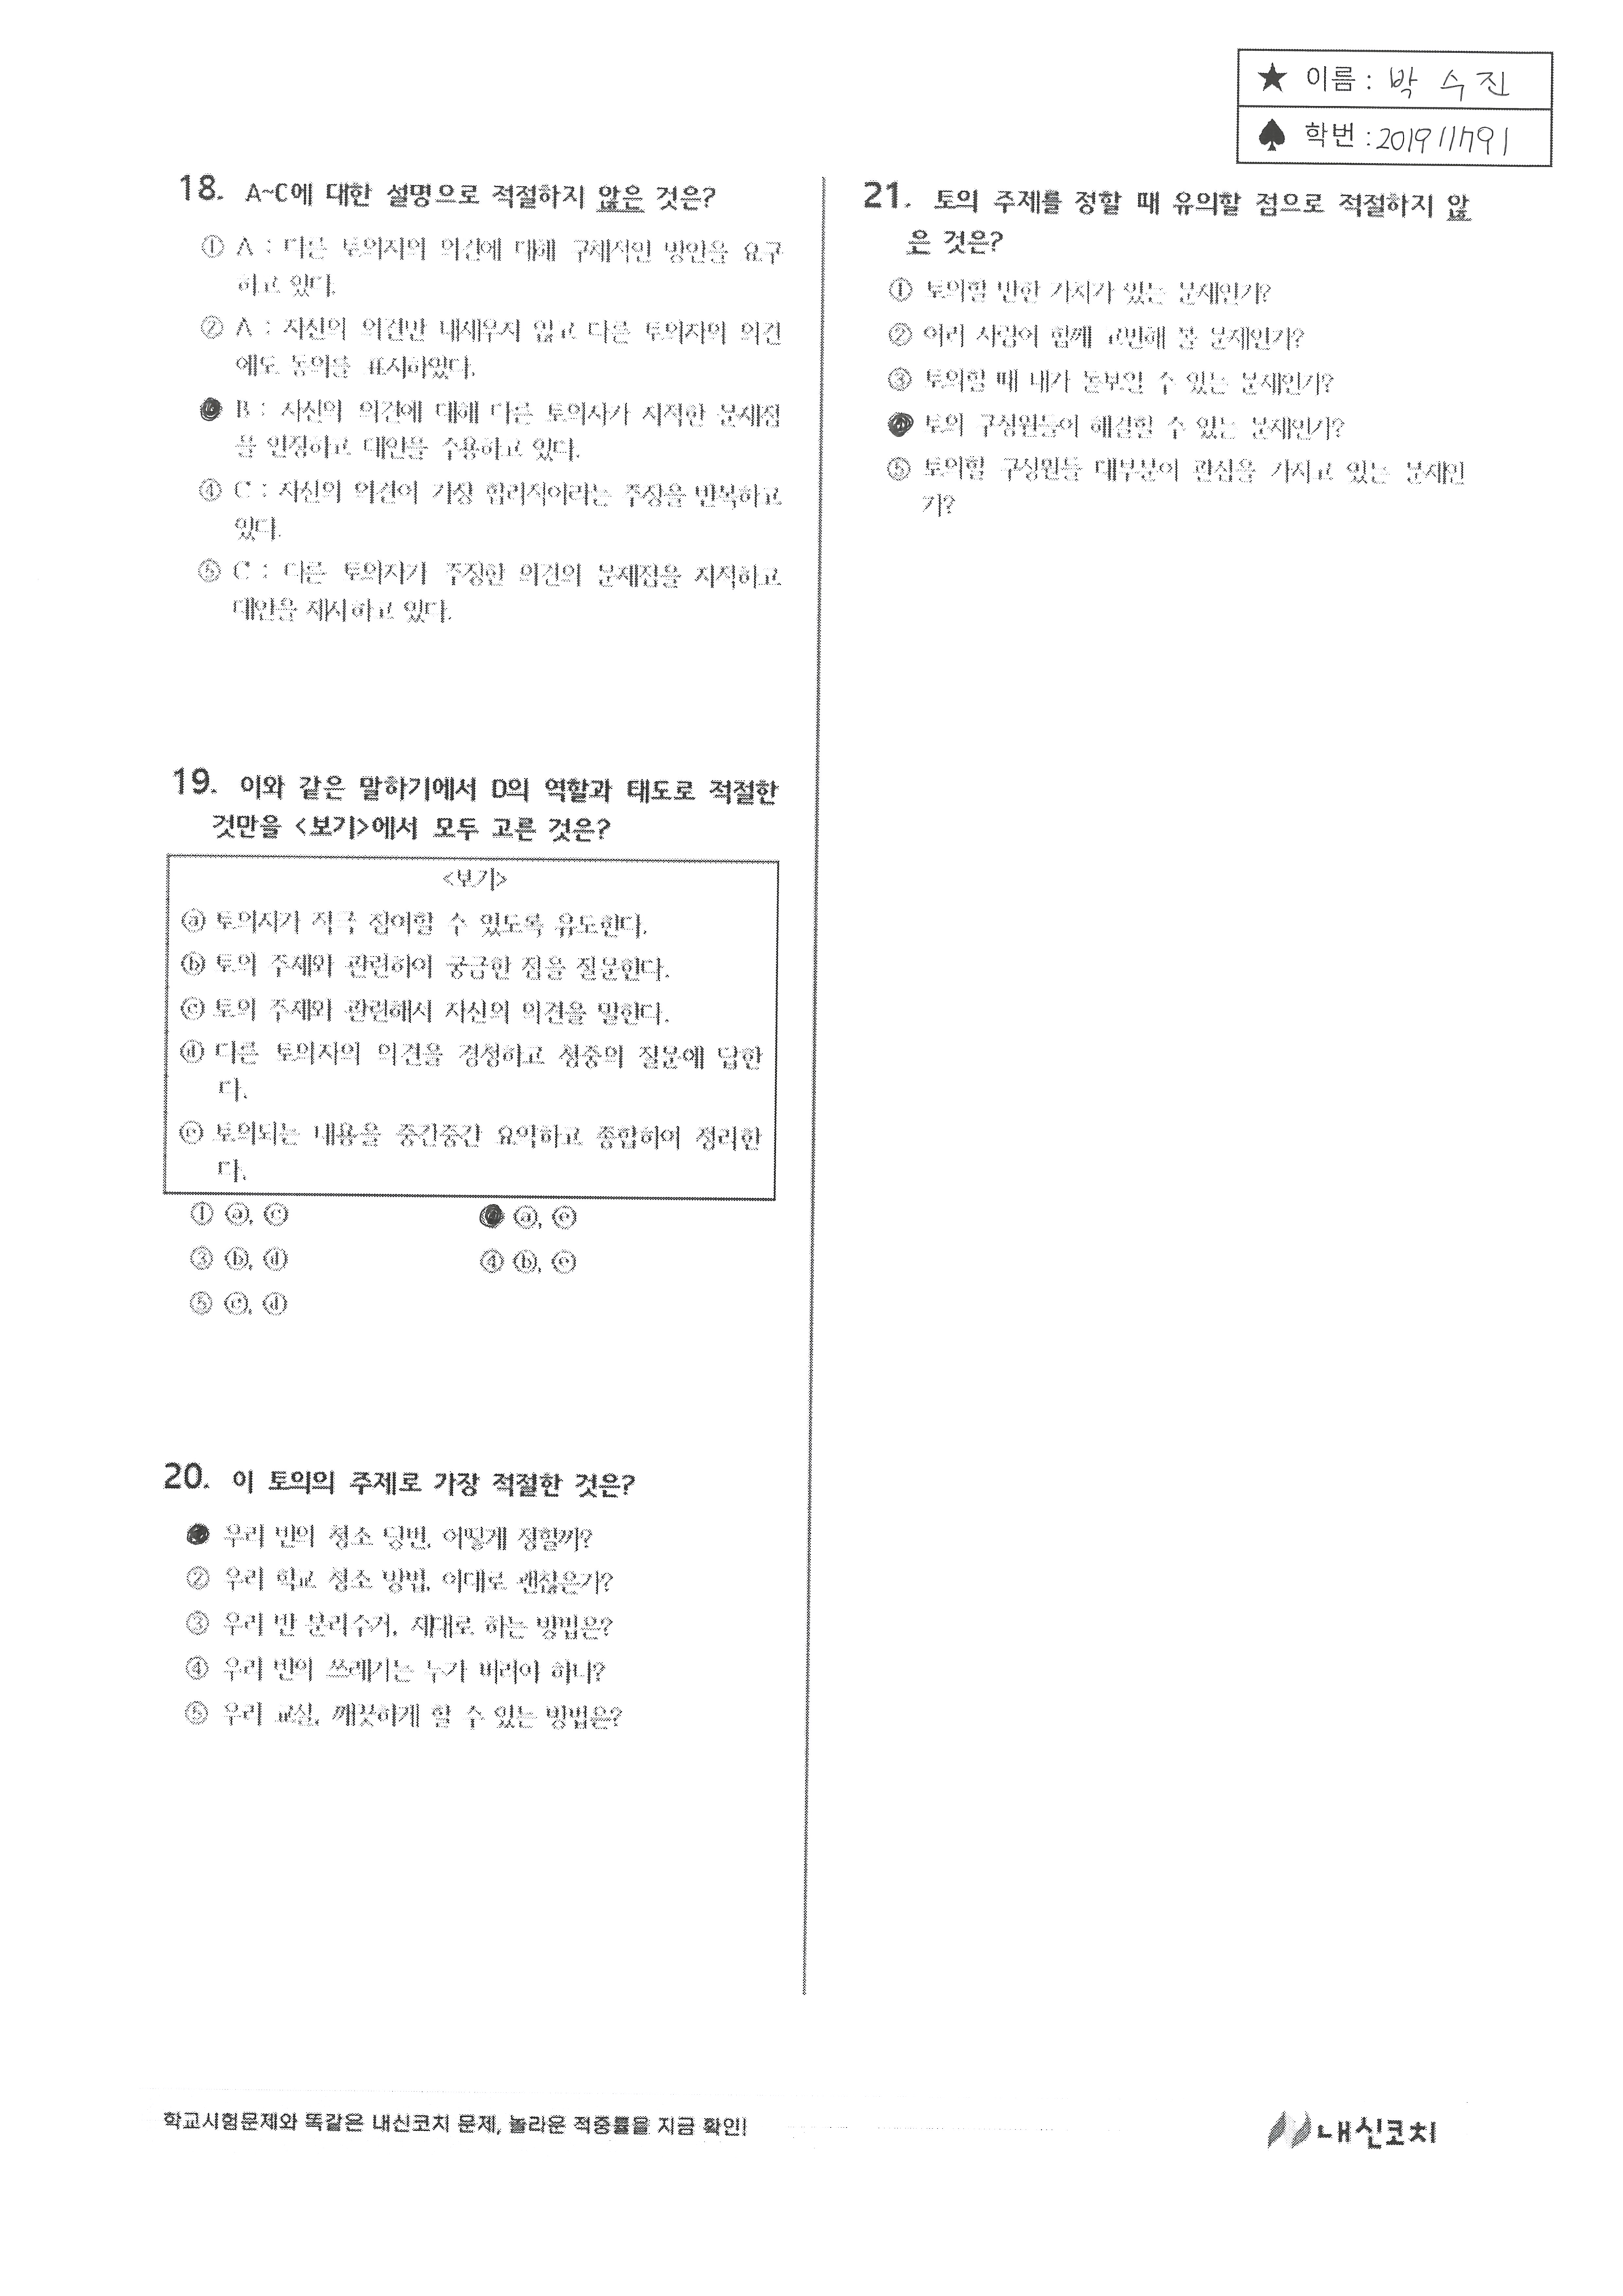 ★ 이름 : 박 수 진
♠ 학번 : 2019117791
18. A~C에 대한 설명으로 적절하지 않은 것은?
① A : 다른 토의자의 의견에 대해 구체적인 방안을 요구
하고 있다.
② A : 자신의 의견만 내세우지 않고 다른 토의자의 의견
에도 동의를 표시하였다.
B : 자신의 의견에 대해 다른 토의자가 지적한 문제점
을 인정하고 대안을 수용하고 있다.
④ C : 자신의 의견이 가장 합리적이라는 주장을 반복하고
있다.
⑤ C : 다른 토의자가 주장한 의견의 문제점을 지적하고
대안을 제시하고 있다.
19. 이와 같은 말하기에서 D의 역할과 태도로 적절한
것만을 <보기>에서 모두 고른 것은?
<보기>
ⓐ 토의자가 적극 참여할 수 있도록 유도한다.
ⓑ 토의 주제와 관련하여 궁금한 점을 질문한다.
ⓒ 토의 주제와 관련해서 자신의 의견을 말한다.
ⓓ 다른 토의자의 의견을 경청하고 청중의 질문에 답한
다.
ⓔ 토의되는 내용을 중간중간 요약하고 종합하여 정리한
다.
① ⓐ, ⓒ
ⓐ, ⓔ
③ ⓑ, ⓓ
④ ⓑ, ⓔ
⑤ ⓒ, ⓓ
20. 이 토의의 주제로 가장 적절한 것은?
우리 반의 청소 당번, 어떻게 정할까?
② 우리 학교 청소 방법, 이대로 괜찮은가?
③ 우리 반 분리수거, 제대로 하는 방법은?
④ 우리 반의 쓰레기는 누가 버려야 하나?
⑤ 우리 교실, 깨끗하게 할 수 있는 방법은?
21. 토의 주제를 정할 때 유의할 점으로 적절하지 않
은 것은?
① 토의할 만한 가치가 있는 문제인가?
② 여러 사람이 함께 고민해 볼 문제인가?
③ 토의할 때 내가 돋보일 수 있는 문제인가?
토의 구성원들이 해결할 수 있는 문제인가?
⑤ 토의할 구성원들 대부분이 관심을 가지고 있는 문제인
가?
학교시험문제와 똑같은 내신코치 문제, 놀라운 적중률을 지금 확인!
내신코치